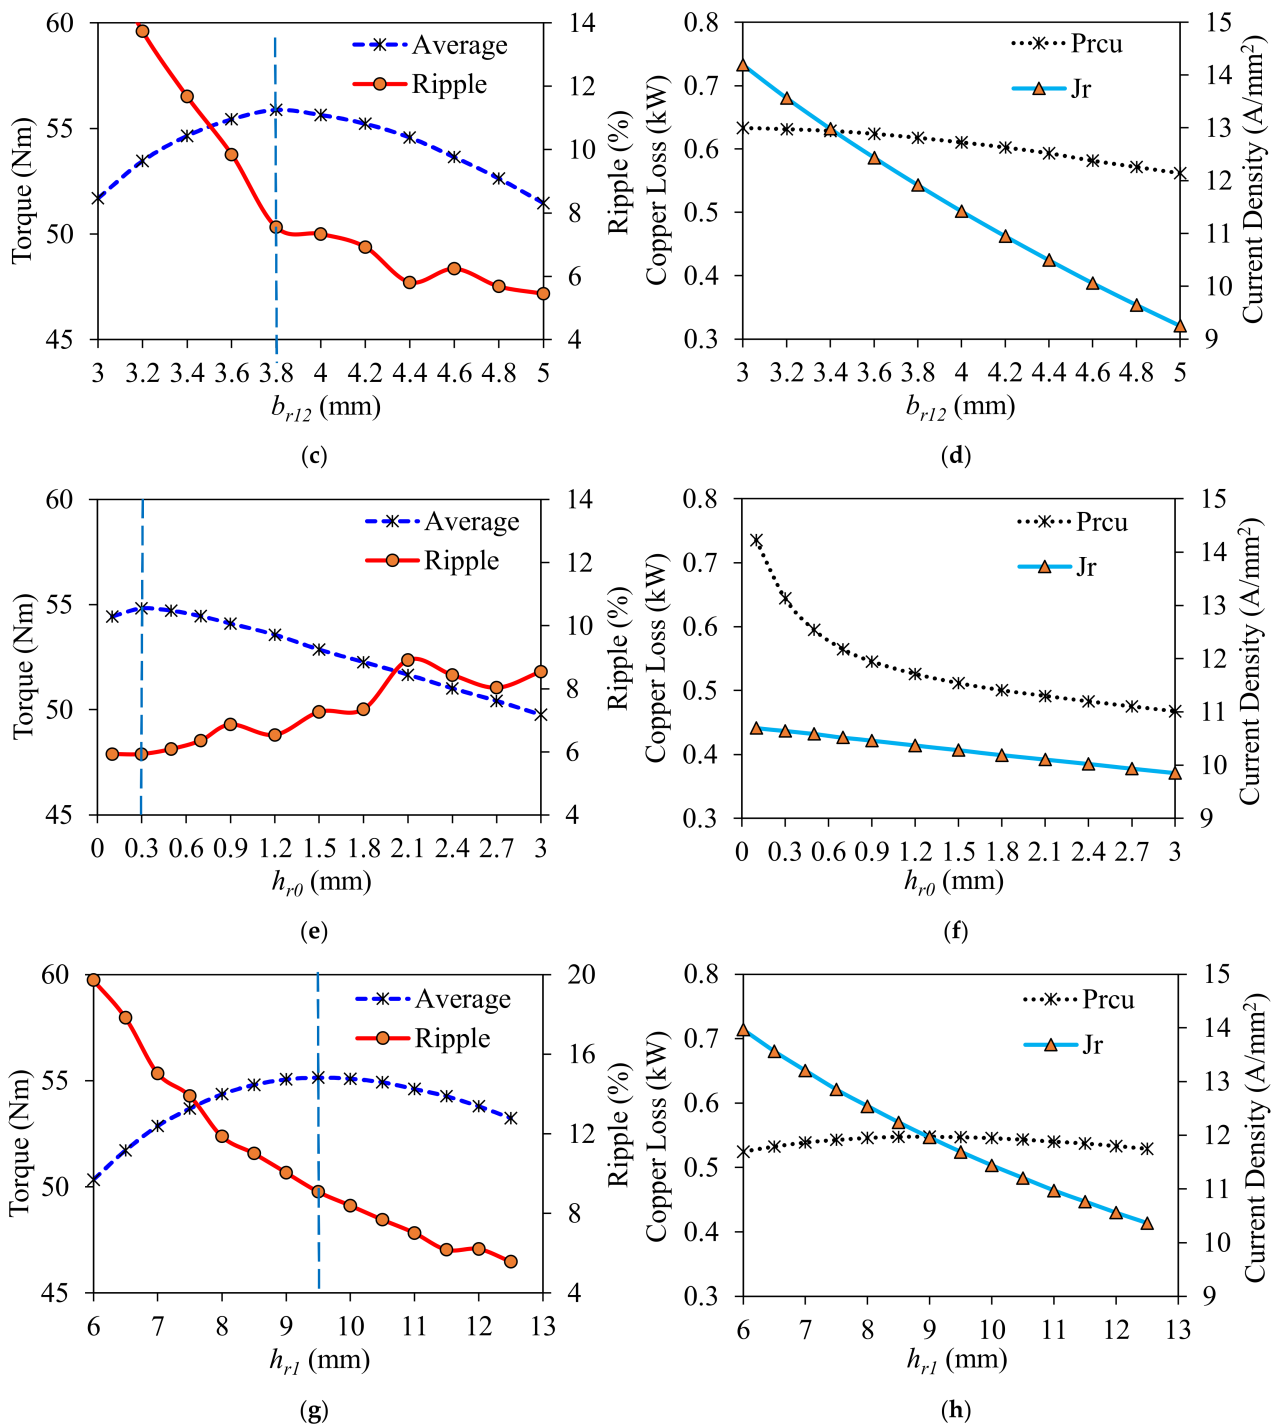 60
55
50
45
Torque (Nm)
14
12
10
8
6
4
Ripple (%)
Average
Ripple
3 3.2 3.4 3.6 3.8 4 4.2 4.4 4.6 4.8 5
b_r12 (mm)
(c)
0.8
0.7
0.6
0.5
0.4
0.3
Copper Loss (kW)
15
14
13
12
11
10
9
Current Density (A/mm²)
Prcu
Jr
3 3.2 3.4 3.6 3.8 4 4.2 4.4 4.6 4.8 5
b_r12 (mm)
(d)
60
55
50
45
Torque (Nm)
14
12
10
8
6
4
Ripple (%)
Average
Ripple
0 0.3 0.6 0.9 1.2 1.5 1.8 2.1 2.4 2.7 3
h_r0 (mm)
(e)
0.8
0.7
0.6
0.5
0.4
0.3
Copper Loss (kW)
15
14
13
12
11
10
9
Current Density (A/mm²)
Prcu
Jr
0 0.3 0.6 0.9 1.2 1.5 1.8 2.1 2.4 2.7 3
h_r0 (mm)
(f)
60
55
50
45
Torque (Nm)
20
16
12
8
4
Ripple (%)
Average
Ripple
6 7 8 9 10 11 12 13
h_r1 (mm)
(g)
0.8
0.7
0.6
0.5
0.4
0.3
Copper Loss (kW)
15
14
13
12
11
10
9
Current Density (A/mm²)
Prcu
Jr
6 7 8 9 10 11 12 13
h_r1 (mm)
(h)